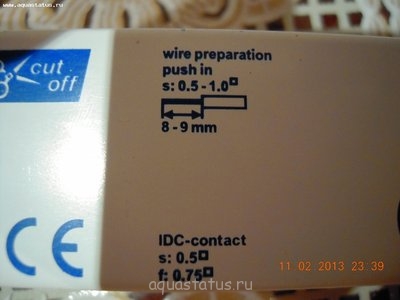 www.aquastatus.ru
cut
off
wire preparation
push in
s: 0.5 - 1.0
8 - 9 mm
CE
IDC-contact
s: 0.5
f: 0.75
11 02 2013 23 39
aquastatus.ru